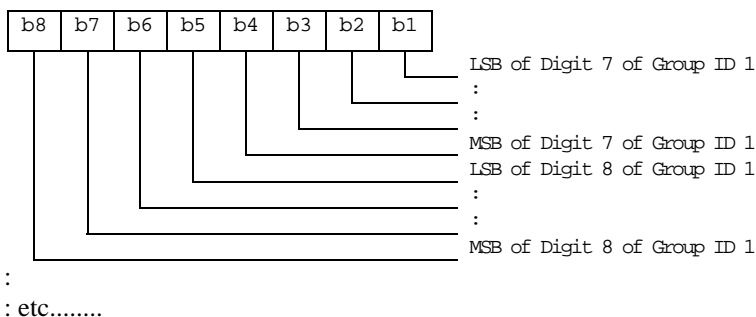 b8 b7 b6 b5 b4 b3 b2 b1
LSB of Digit 7 of Group ID 1
:
:
MSB of Digit 7 of Group ID 1
LSB of Digit 8 of Group ID 1
:
:
MSB of Digit 8 of Group ID 1
:
: etc........